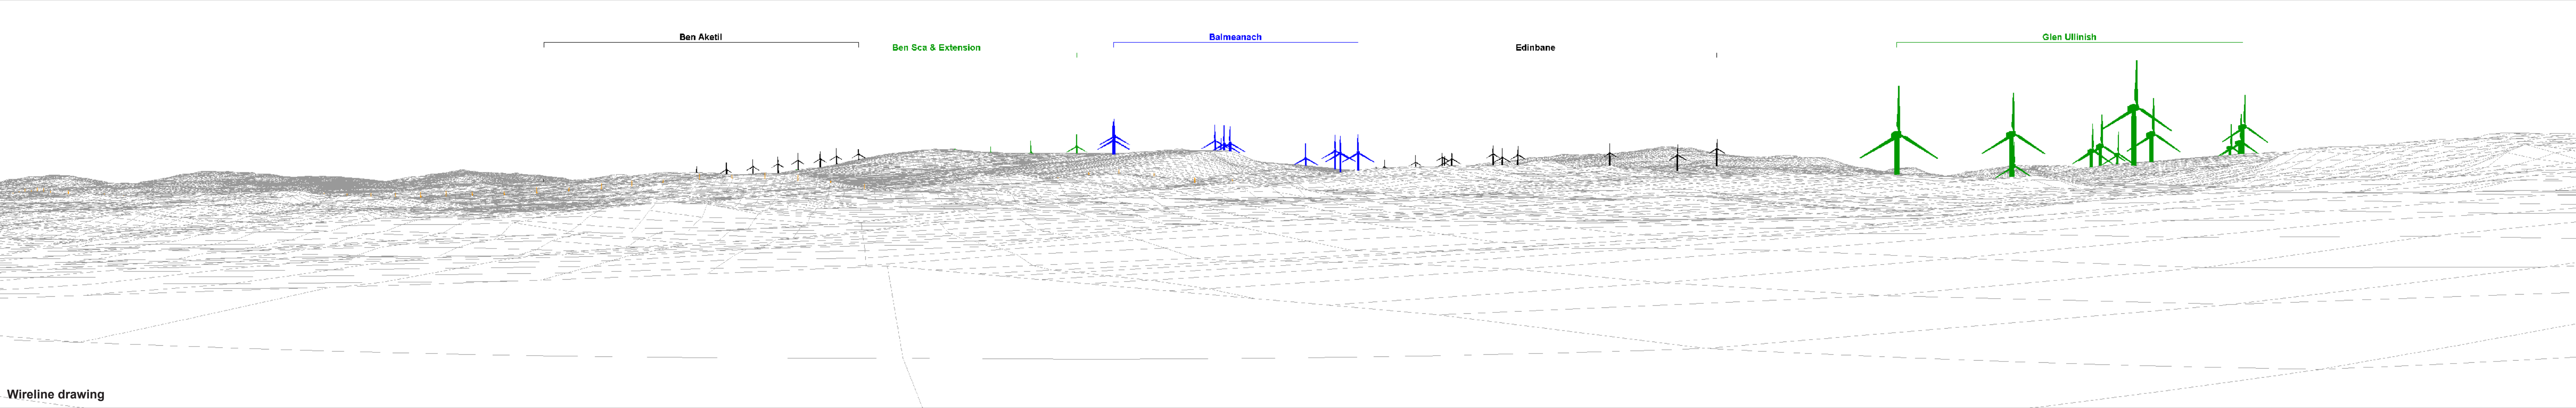 Ben Aketil
Ben Sca & Extension
Balmeanach
Edinbane
Glen Ullinish
Wireline drawing